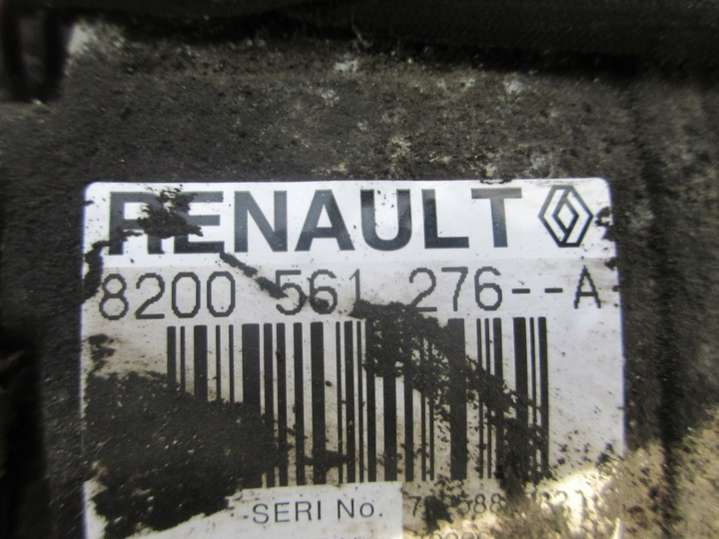 RENAULT
8200 561 276--A
SERI No.